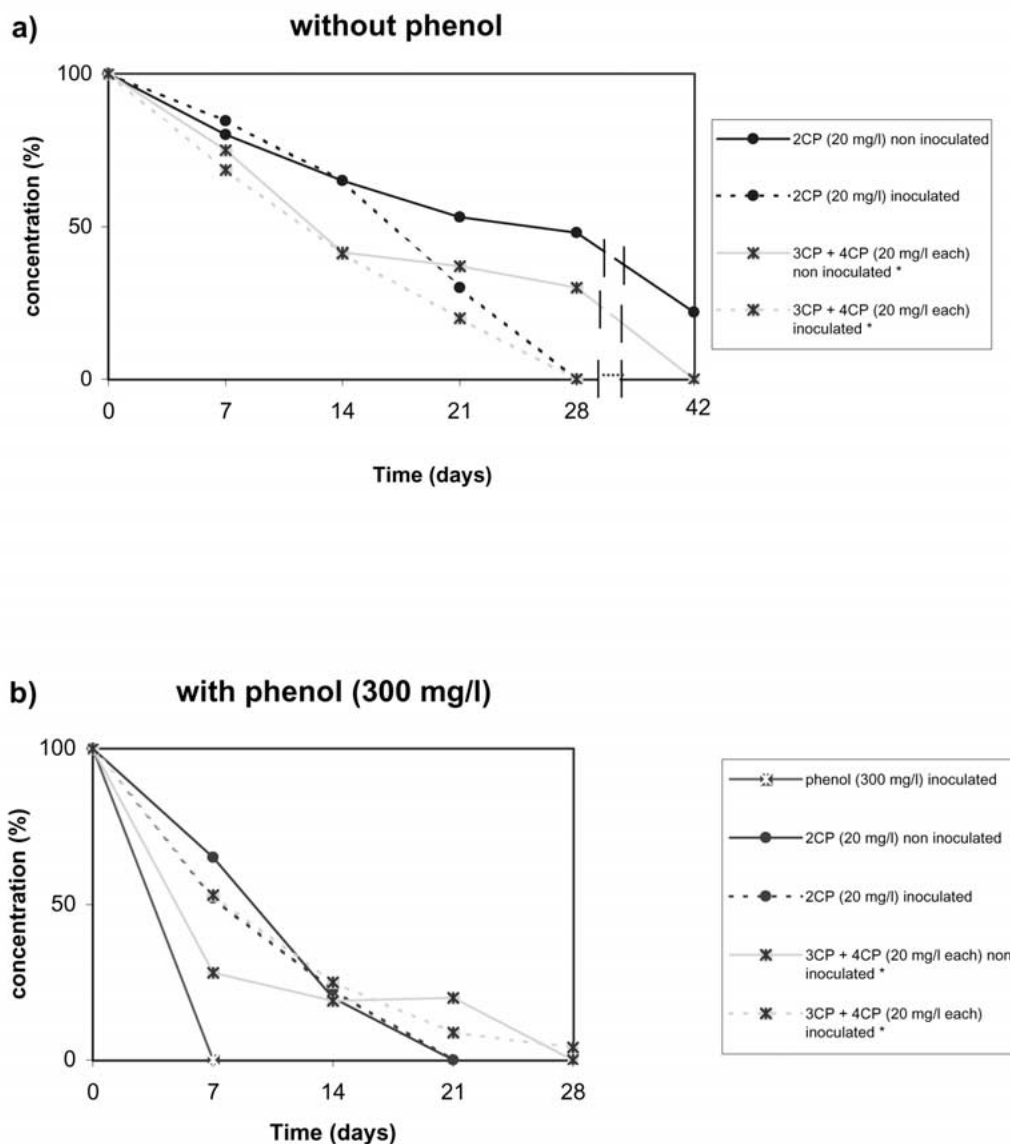 a)
without phenol
100
50
0
concentration (%)
0 7 14 21 28 42
Time (days)
2CP (20 mg/l) non inoculated
2CP (20 mg/l) inoculated
3CP + 4CP (20 mg/l each)
non inoculated *
3CP + 4CP (20 mg/l each)
inoculated *
b)
with phenol (300 mg/l)
100
50
0
concentration (%)
0 7 14 21 28
Time (days)
phenol (300 mg/l) inoculated
2CP (20 mg/l) non inoculated
2CP (20 mg/l) inoculated
3CP + 4CP (20 mg/l each) non
inoculated *
3CP + 4CP (20 mg/l each)
inoculated *